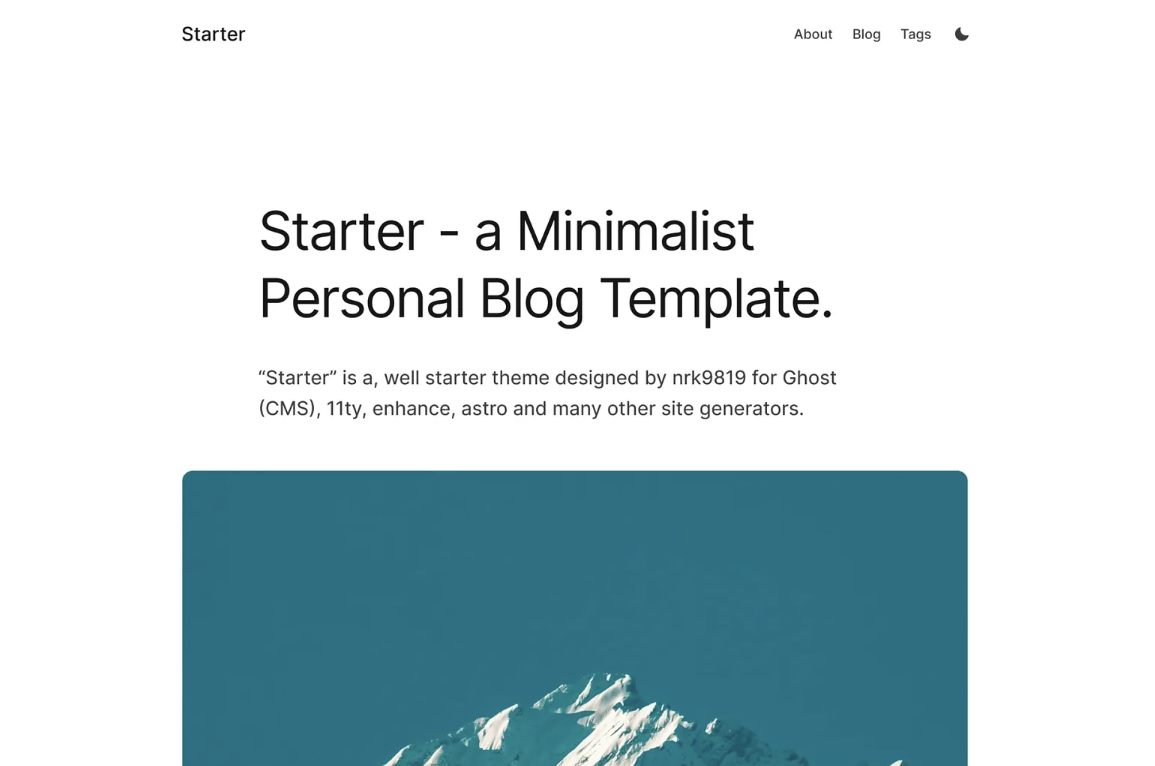 Starter
About Blog Tags
Starter - a Minimalist
Personal Blog Template.
“Starter” is a, well starter theme designed by nrk9819 for Ghost
(CMS), 11ty, enhance, astro and many other site generators.